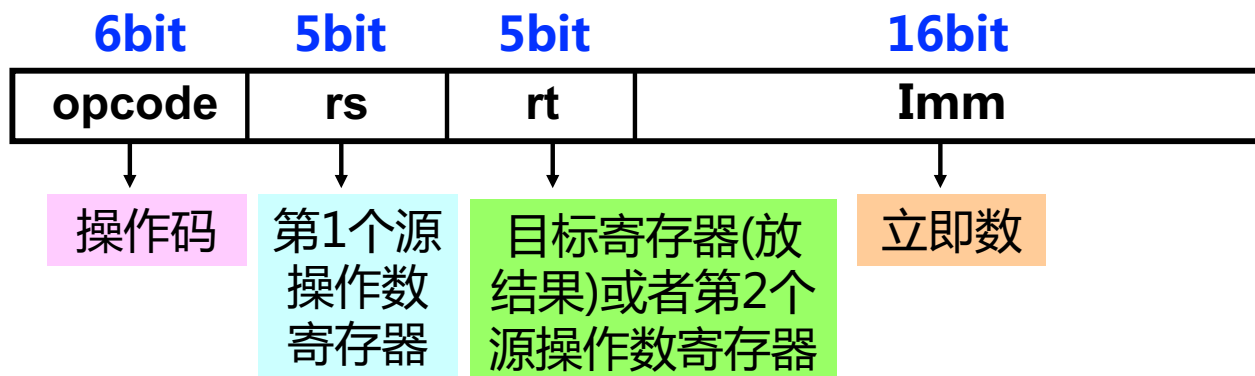 6bit 5bit 5bit 16bit
opcode rs rt Imm
操作码
第1个源
操作数
寄存器
目标寄存器(放
结果)或者第2个
源操作数寄存器
立即数